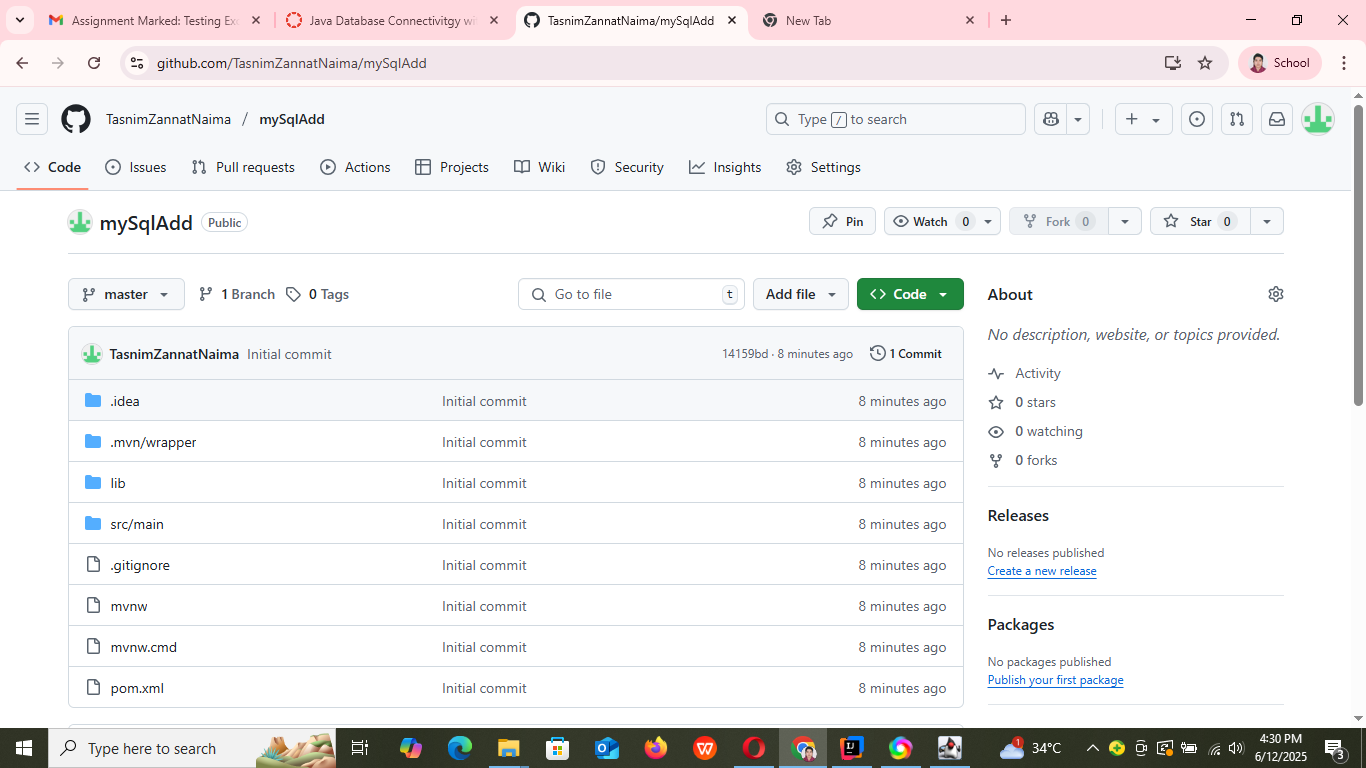 Assignment Marked: Testing Ex
Java Database Connectivitgy wi
TasnimZannatNaima/mySqlAdd
New Tab
github.com/TasnimZannatNaima/mySqlAdd
School
TasnimZannatNaima / mySqlAdd
Type / to search
Code
Issues
Pull requests
Actions
Projects
Wiki
Security
Insights
Settings
mySqlAdd Public
Pin
Watch 0
Fork 0
Star 0
master
1 Branch
0 Tags
Go to file t
Add file
Code
TasnimZannatNaima Initial commit 14159bd · 8 minutes ago 1 Commit
.idea Initial commit 8 minutes ago
.mvn/wrapper Initial commit 8 minutes ago
lib Initial commit 8 minutes ago
src/main Initial commit 8 minutes ago
.gitignore Initial commit 8 minutes ago
mvnw Initial commit 8 minutes ago
mvnw.cmd Initial commit 8 minutes ago
pom.xml Initial commit 8 minutes ago
About
No description, website, or topics provided.
Activity
0 stars
0 watching
0 forks
Releases
No releases published
Create a new release
Packages
No packages published
Publish your first package
Type here to search
1
34°C
4:30 PM
6/12/2025
3